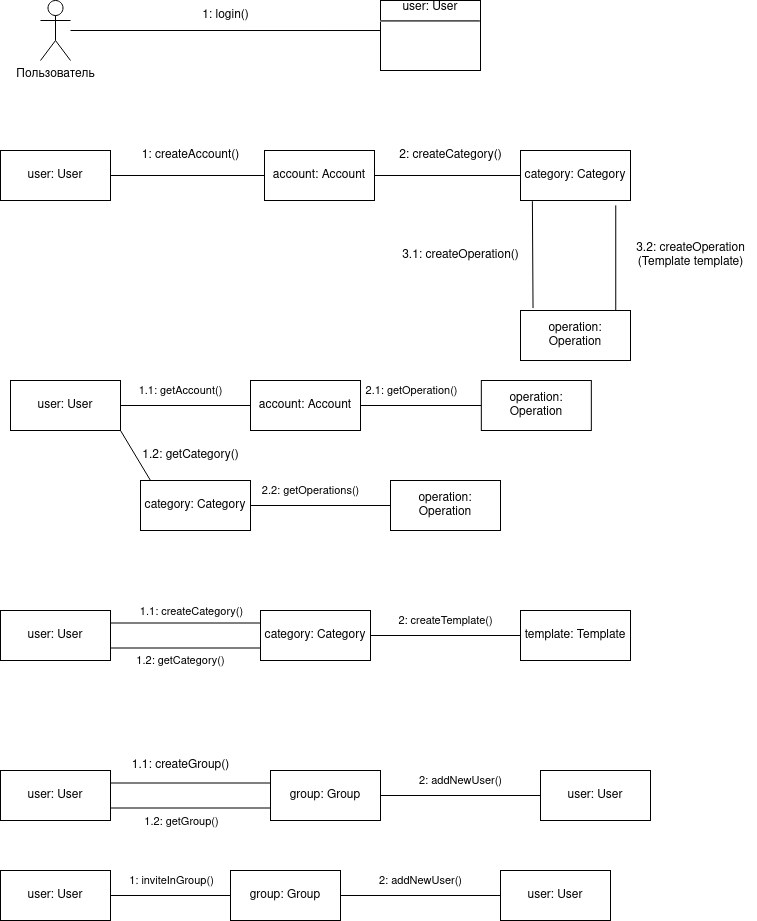 1: login()
user: User
Пользователь
1: createAccount()
2: createCategory()
user: User
account: Account
category: Category
3.1: createOperation()
3.2: createOperation
(Template template)
operation:
Operation
1.1: getAccount()
2.1: getOperation()
user: User
account: Account
operation:
Operation
1.2: getCategory()
category: Category
2.2: getOperations()
operation:
Operation
1.1: createCategory()
user: User
category: Category
2: createTemplate()
template: Template
1.2: getCategory()
1.1: createGroup()
user: User
group: Group
2: addNewUser()
user: User
1.2: getGroup()
1: inviteInGroup()
2: addNewUser()
user: User
group: Group
user: User